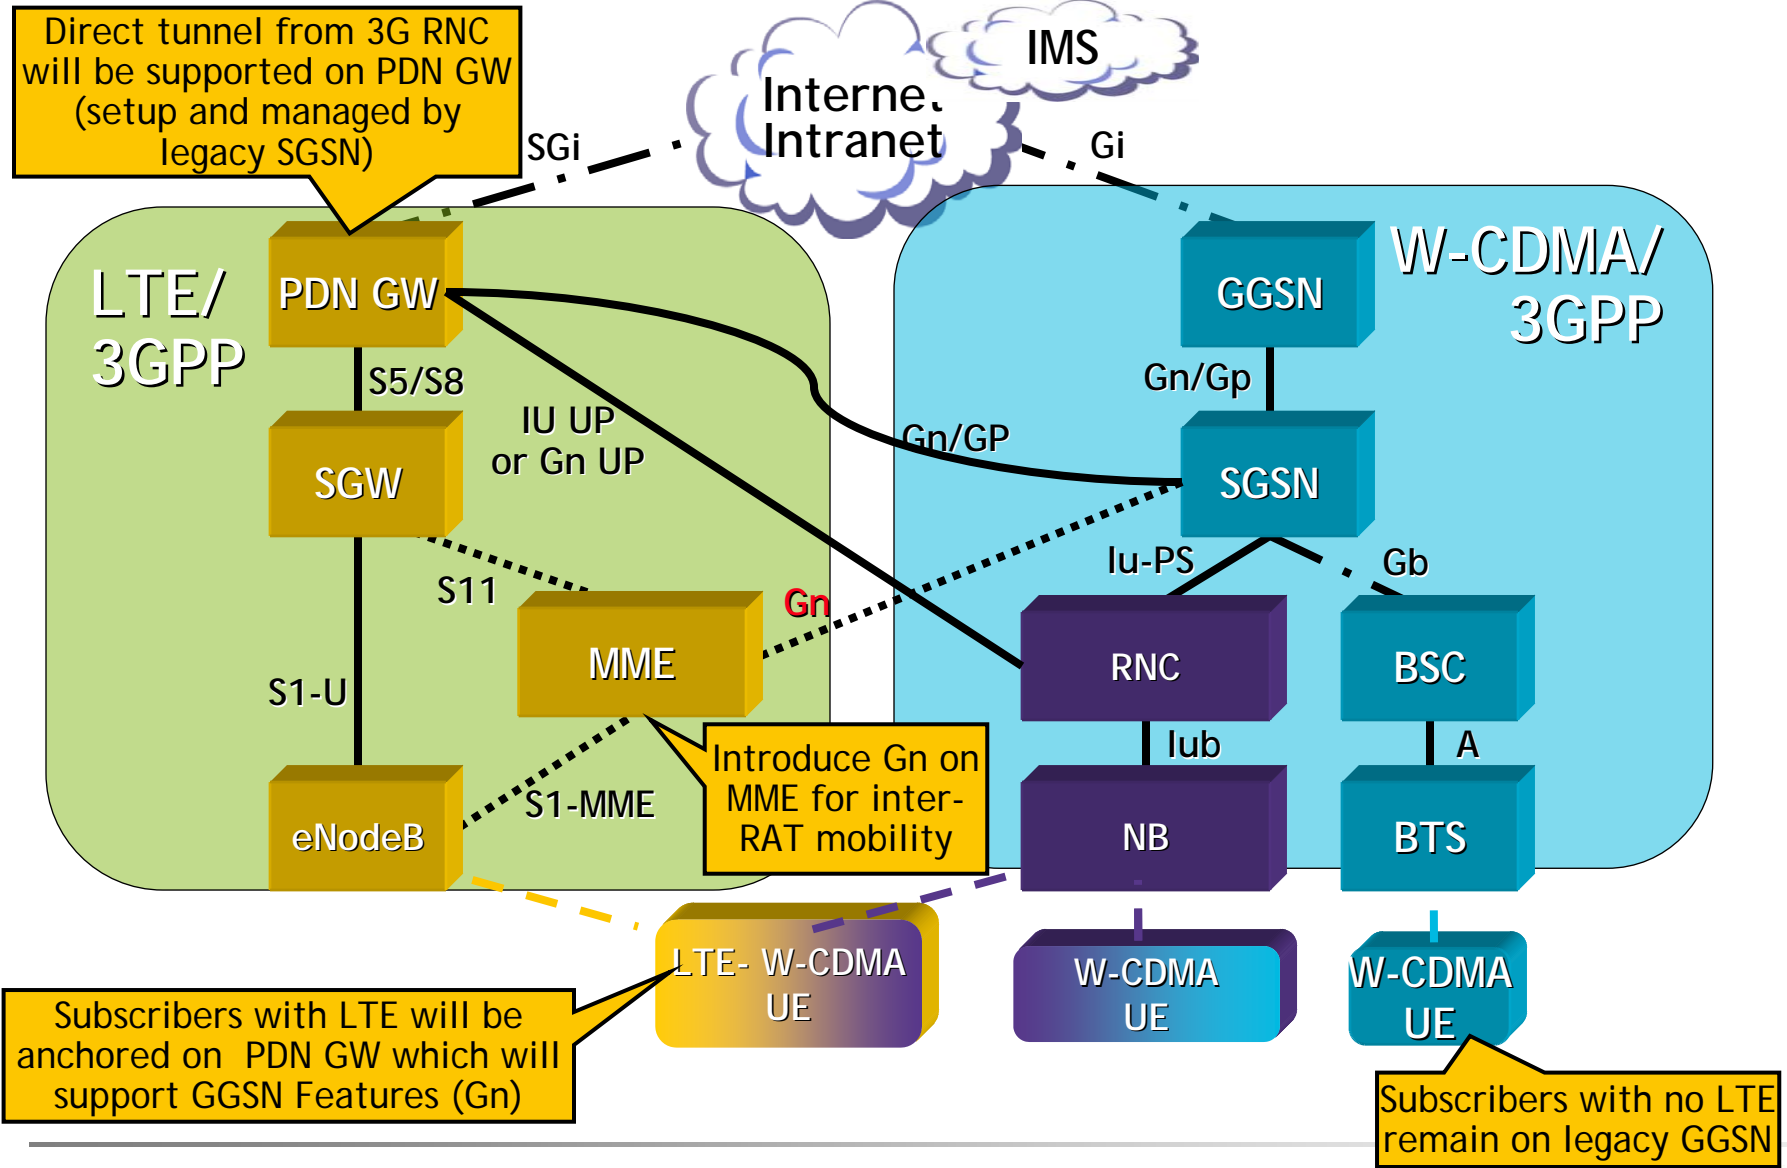 Direct tunnel from 3G RNC
will be supported on PDN GW
(setup and managed by
legacy SGSN)
IMS
Internet
Intranet
SGi
Gi
LTE/
3GPP
W-CDMA/
3GPP
PDN GW
GGSN
S5/S8
Gn/Gp
IU UP
or Gn UP
Gn/GP
SGW
SGSN
S11
Gn
Iu-PS
Gb
MME
RNC
BSC
S1-U
Iub
A
Introduce Gn on
MME for inter-
RAT mobility
S1-MME
eNodeB
NB
BTS
LTE- W-CDMA
UE
W-CDMA
UE
W-CDMA
UE
Subscribers with LTE will be
anchored on PDN GW which will
support GGSN Features (Gn)
Subscribers with no LTE
remain on legacy GGSN